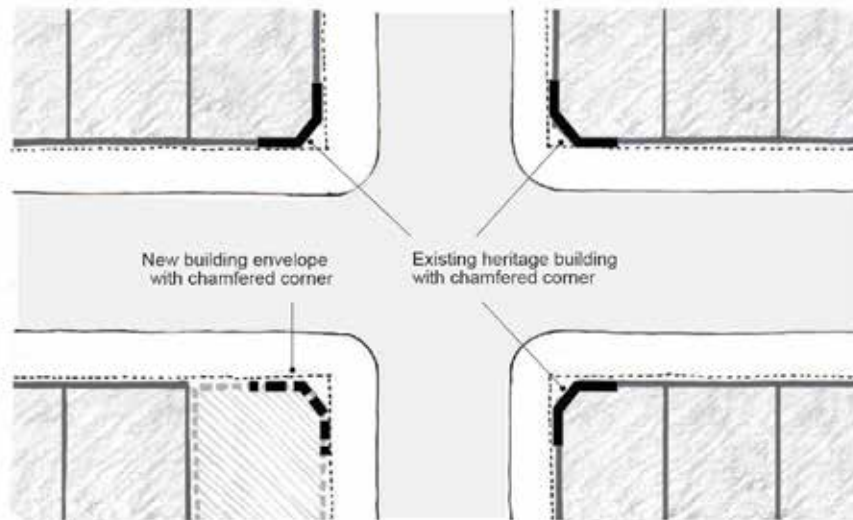 New building envelope
with chamfered corner
Existing heritage building
with chamfered corner